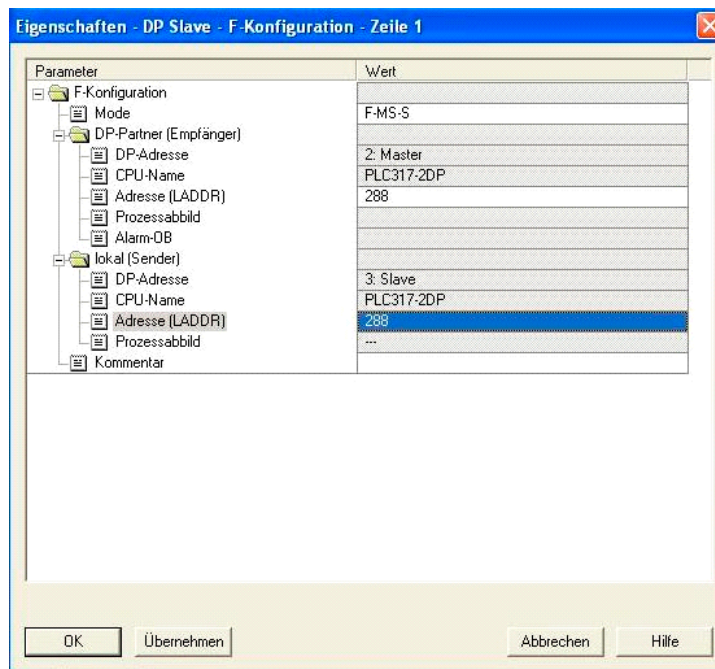 Eigenschaften - DP Slave - F-Konfiguration - Zeile 1
Parameter Wert
F-Konfiguration
Mode F-MS-S
DP-Partner (Empfänger)
DP-Adresse 2: Master
CPU-Name PLC317-2DP
Adresse (LADDR) 288
Prozessabbild
Alarm-OB
lokal (Sender)
DP-Adresse 3: Slave
CPU-Name PLC317-2DP
Adresse (LADDR) 288
Prozessabbild ---
Kommentar
OK Übernehmen Abbrechen Hilfe